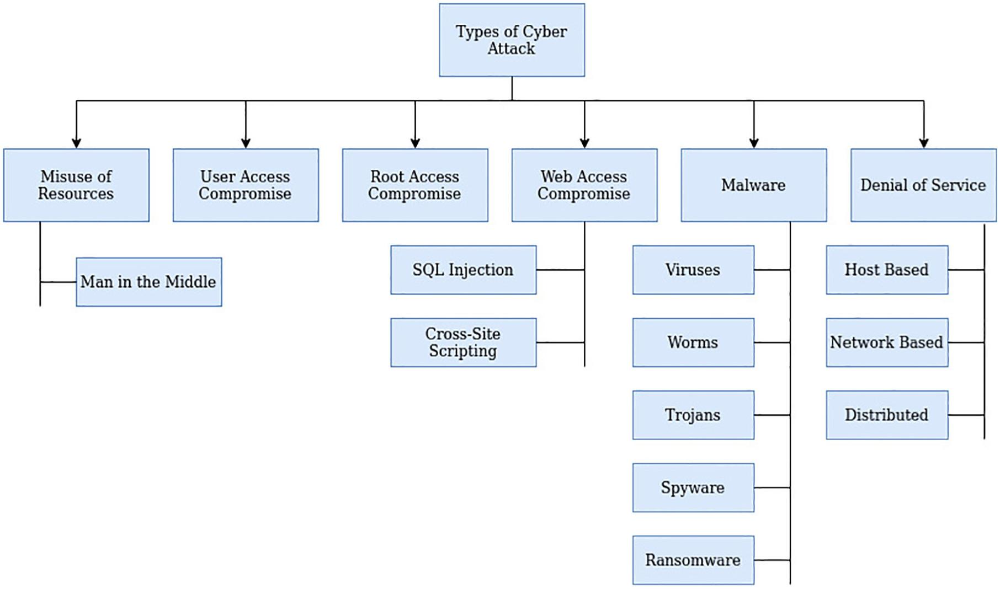 Types of Cyber
Attack
Misuse of
Resources
User Access
Compromise
Root Access
Compromise
Web Access
Compromise
Malware
Denial of Service
Man in the Middle
SQL Injection
Cross-Site
Scripting
Viruses
Worms
Trojans
Spyware
Ransomware
Host Based
Network Based
Distributed